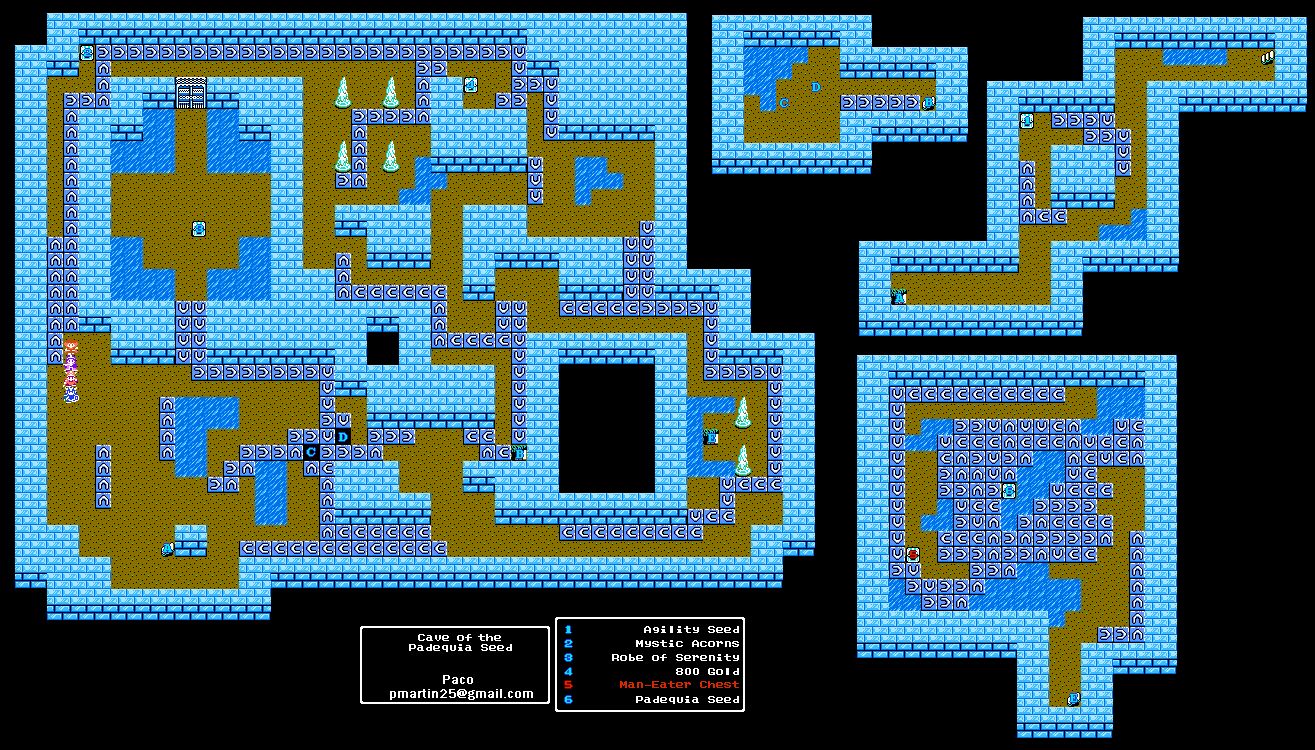 D
C
B
D
C
Cave of the
Padequia Seed
Paco
pmartin25@gmail.com
1 Agility Seed
2 Mystic Acorns
3 Robe of Serenity
4 800 Gold
5 Man-Eater Chest
6 Padequia Seed